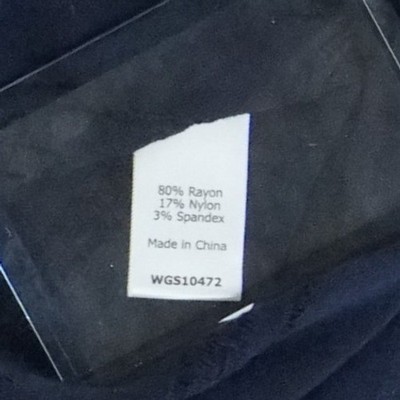 80% Rayon
17% Nylon
3% Spandex
Made in China
WGS10472